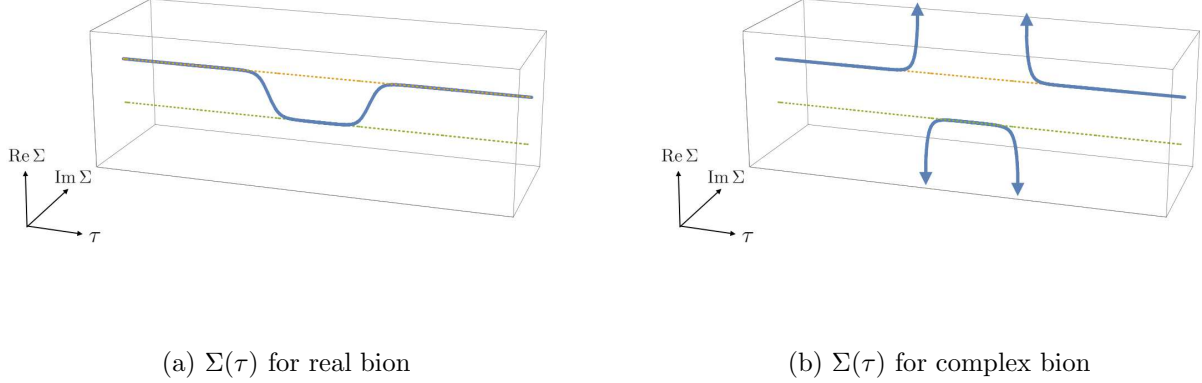 Re Σ
Im Σ
τ
Re Σ
Im Σ
τ
(a) Σ(τ) for real bion
(b) Σ(τ) for complex bion